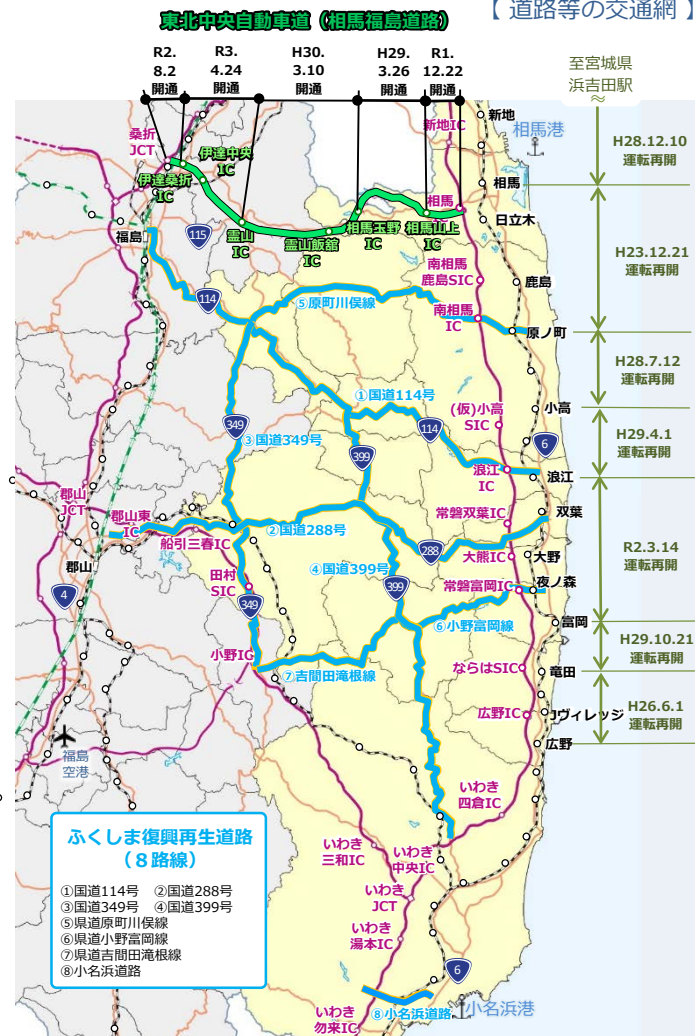 【 道路等の交通網 】
東北中央自動車道（相馬福島道路）
R2.
8.2
開通
R3.
4.24
開通
H30.
3.10
開通
H29.
3.26
開通
R1.
12.22
開通
至宮城県
浜吉田駅
≈
桑折
JCT
伊達桑折
IC
伊達中央
IC
霊山
IC
霊山飯舘
IC
相馬玉野
IC
相馬山上
IC
相馬
新地IC
新地
相馬港
相馬
日立木
H28.12.10
運転再開
福島
115
114
⑤原町川俣線
南相馬
鹿島SIC
鹿島
南相馬
IC
原ノ町
H23.12.21
運転再開
①国道114号
349
③国道349号
399
114
(仮)小高
SIC
小高
6
H28.7.12
運転再開
浪江
IC
浪江
H29.4.1
運転再開
郡山
JCT
郡山東
IC
船引三春IC
②国道288号
常磐双葉IC
双葉
288
大熊IC
大野
郡山
4
田村
SIC
④国道399号
399
常磐富岡IC
夜ノ森
R2.3.14
運転再開
349
⑥小野富岡線
富岡
小野IC
⑦吉間田滝根線
ならはSIC
竜田
H29.10.21
運転再開
広野IC
Jヴィレッジ
広野
H26.6.1
運転再開
福島
空港
いわき
四倉IC
いわき
三和IC
いわき
中央IC
いわき
JCT
いわき
湯本IC
6
⑧小名浜道路
小名浜港
いわき
勿来IC
ふくしま復興再生道路
（８路線）
①国道114号　②国道288号
③国道349号　④国道399号
⑤県道原町川俣線
⑥県道小野富岡線
⑦県道吉間田滝根線
⑧小名浜道路